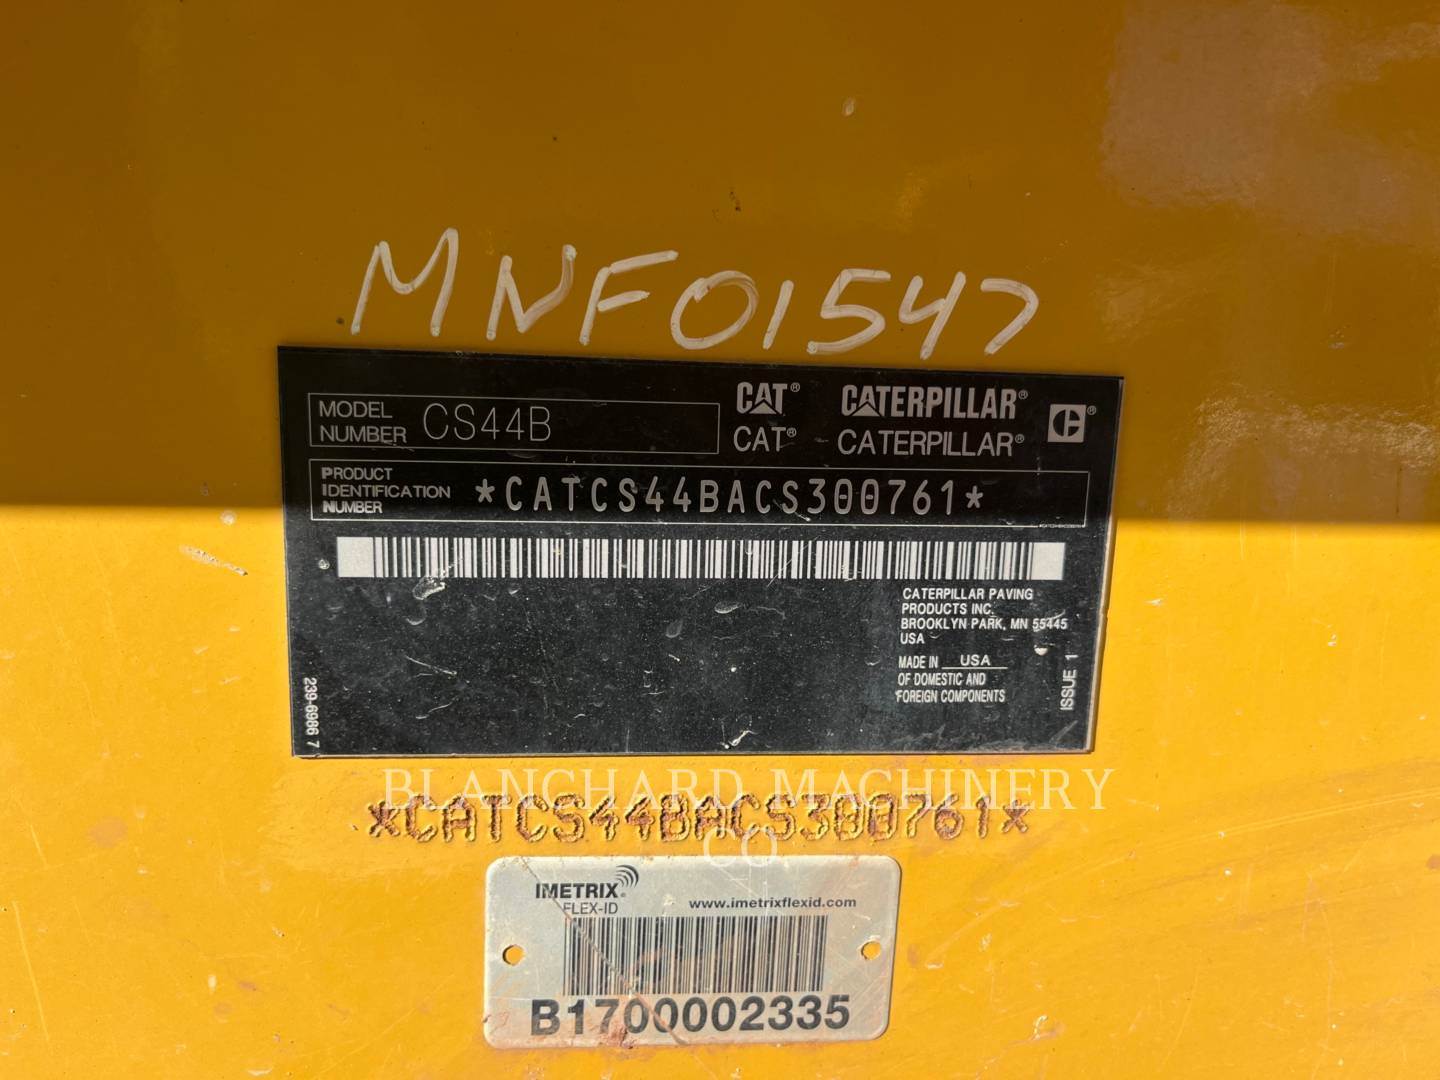 MNF01547
MODEL NUMBER CS44B
CAT® CATERPILLAR®
CAT® CATERPILLAR®
PRODUCT IDENTIFICATION NUMBER *CATCS44BACS300761*
CATERPILLAR PAVING
PRODUCTS INC.
BROOKLYN PARK, MN 55445
USA
MADE IN USA
OF DOMESTIC AND
FOREIGN COMPONENTS
ISSUE 1
239-6986 7
BLANCHARD MACHINERY
CO
*CATCS44BACS300761*
IMETRIX®
FLEX-ID
www.imetrixflexid.com
B1700002335